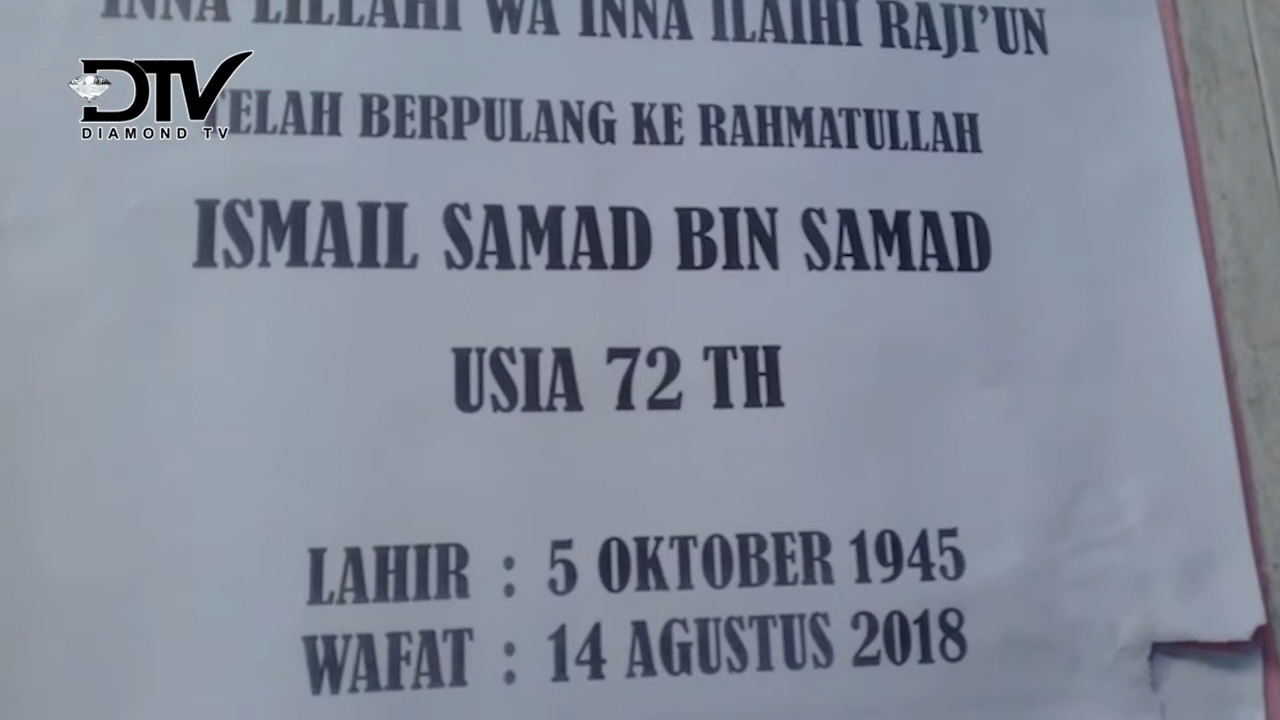 INNA LILLAHI WA INNA ILAIHI RAJI'UN
DTV
DIAMOND TV
TELAH BERPULANG KE RAHMATULLAH
ISMAIL SAMAD BIN SAMAD
USIA 72 TH
LAHIR : 5 OKTOBER 1945
WAFAT : 14 AGUSTUS 2018